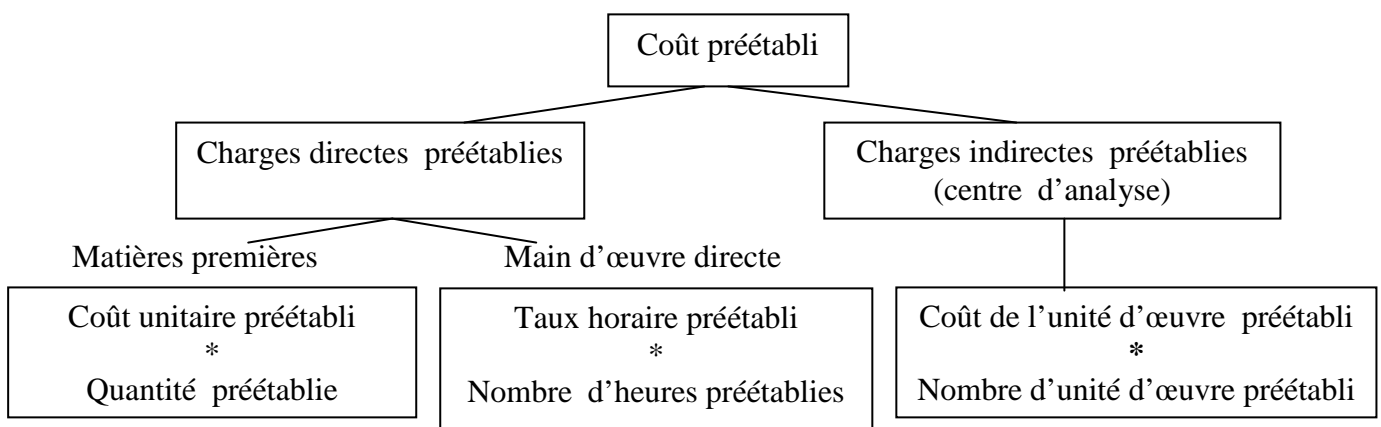 Coût préétabli
Charges directes préétablies
Charges indirectes préétablies
(centre d’analyse)
Matières premières
Main d’œuvre directe
Coût unitaire préétabli
*
Quantité préétablie
Taux horaire préétabli
*
Nombre d’heures préétablies
Coût de l’unité d’œuvre préétabli
*
Nombre d’unité d’œuvre préétabli